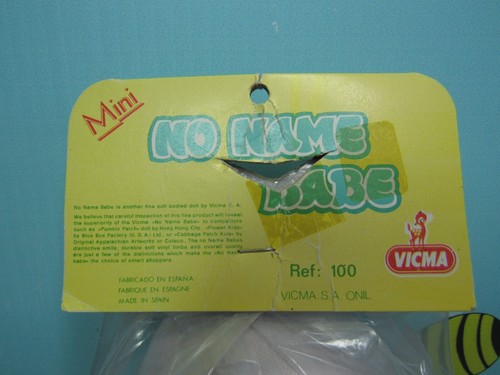 Mini
NO NAME
BABE
No Name Babe is another fine soft bodied doll by Vicma S. A.
We believe that careful inspection of this fine product will reveal
the superiority of the Vicma «No Name Babe» to competitors
such as «Pumkin Patch» doll by Hong Kong City, «Flower Kids»
by Blue Box Factory (U. S. A.) Ltd., or «Cabbage Patch Kids» by
Original Appalachian Artworks or Coleco. The no Name Babes
distinctive smile, durable soft vinyl limbs and overall quality
are just a few of the distinctions which make the «No name
babe» the choice of smart shoppers.
VICMA
FABRICADO EN ESPAÑA
FABRIQUE EN ESPAGNE
MADE IN SPAIN
Ref: 100
VICMA S.A. ONIL